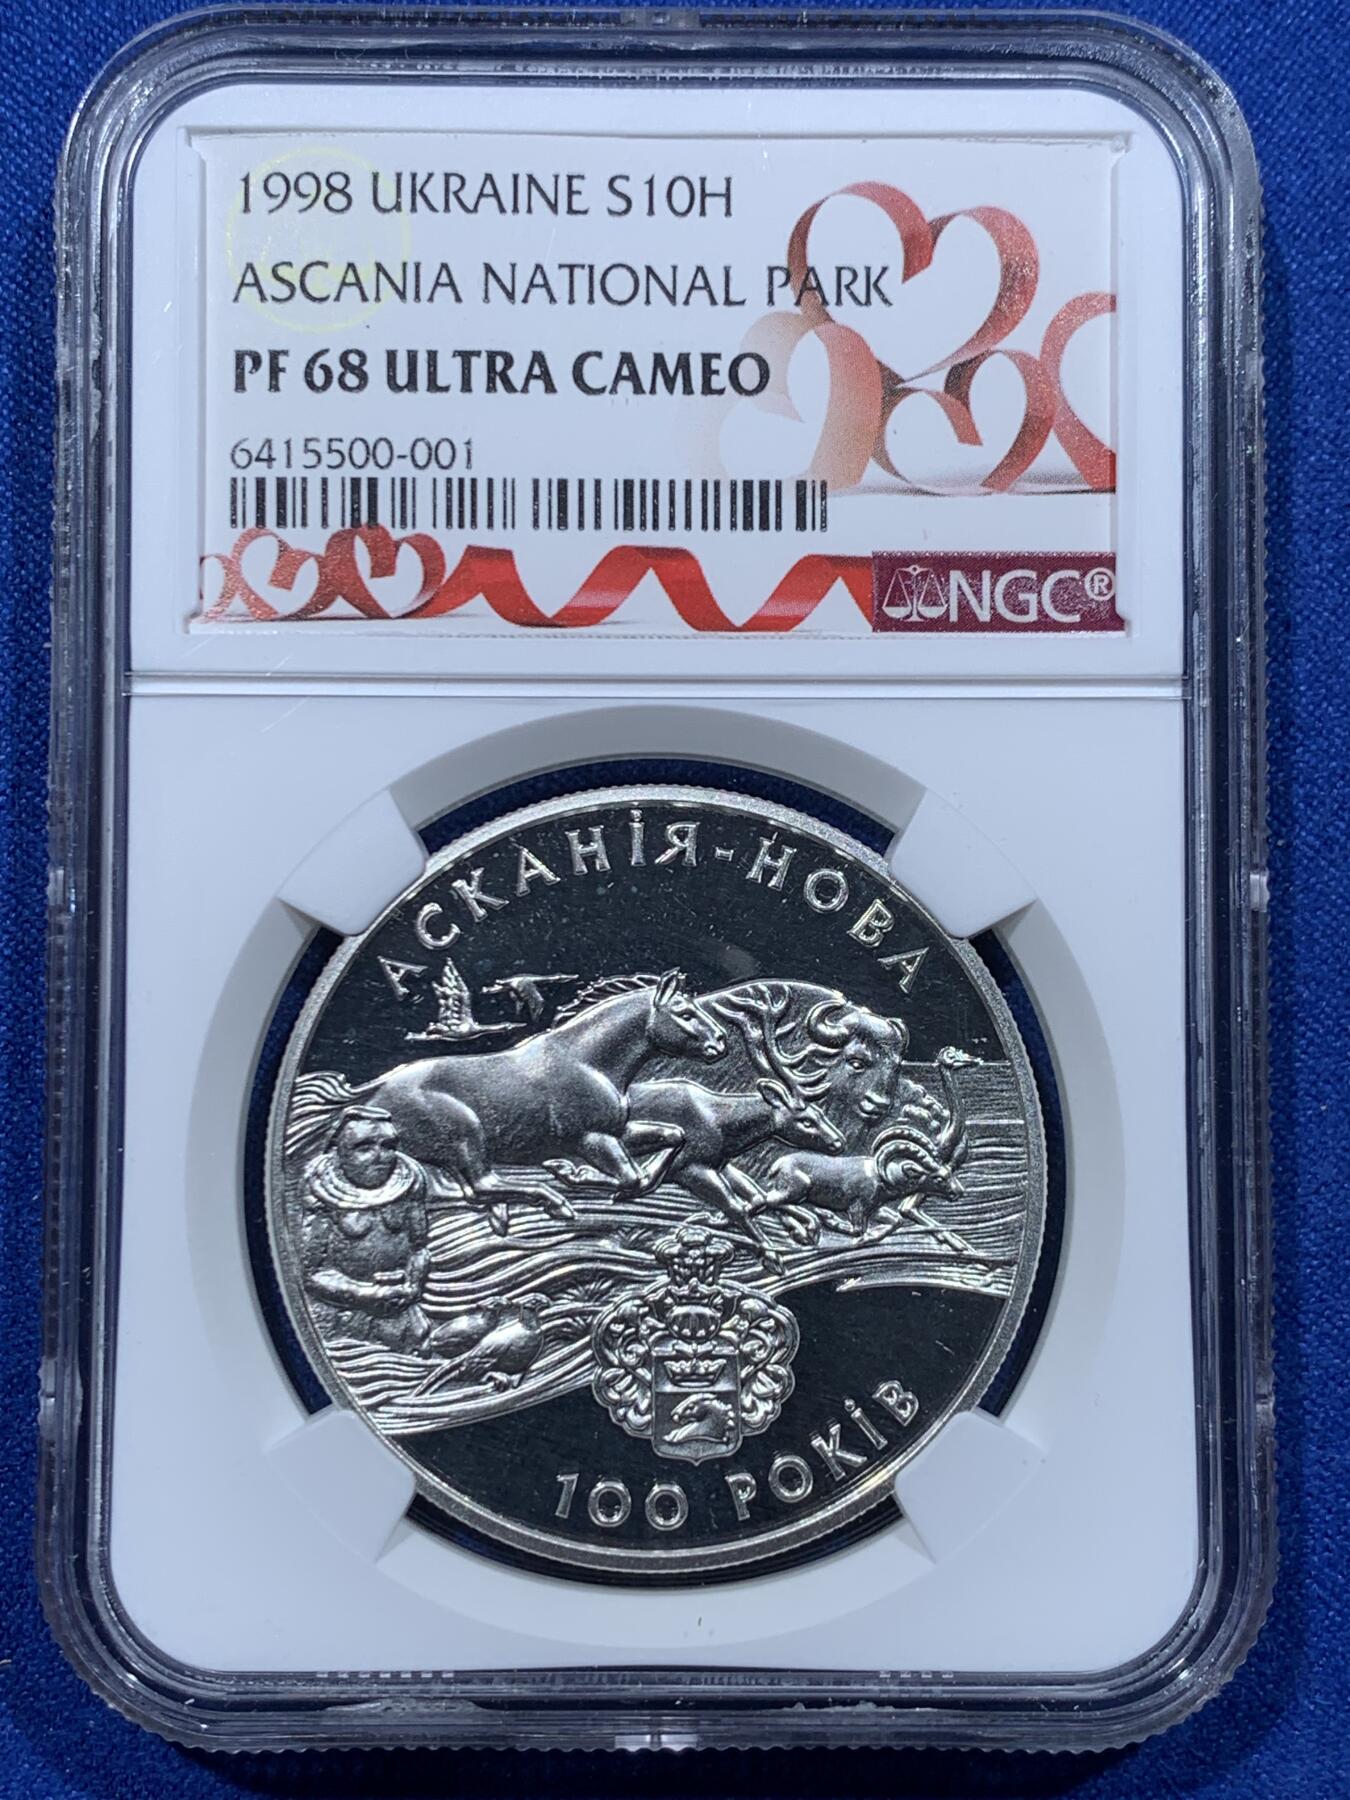 1998 UKRAINE S10H
ASCANIA NATIONAL PARK
PF 68 ULTRA CAMEO
6415500-001
NGC®
АСКАНІЯ-НОВА
100 РОКІВ